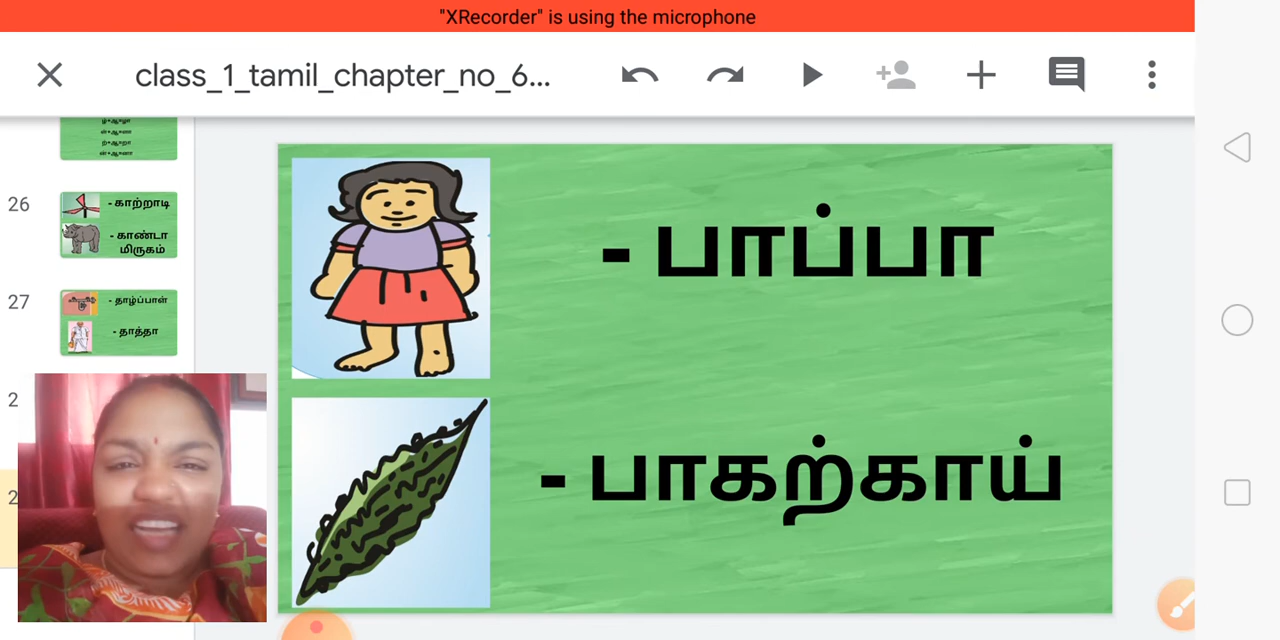 "XRecorder" is using the microphone
class_1_tamil_chapter_no_6...
ன்+ஆ=னா
26
- காற்றாடி
- காண்டா
மிருகம்
27
- தாழ்ப்பாள்
- தாத்தா
2
2
- பாப்பா
- பாகற்காய்